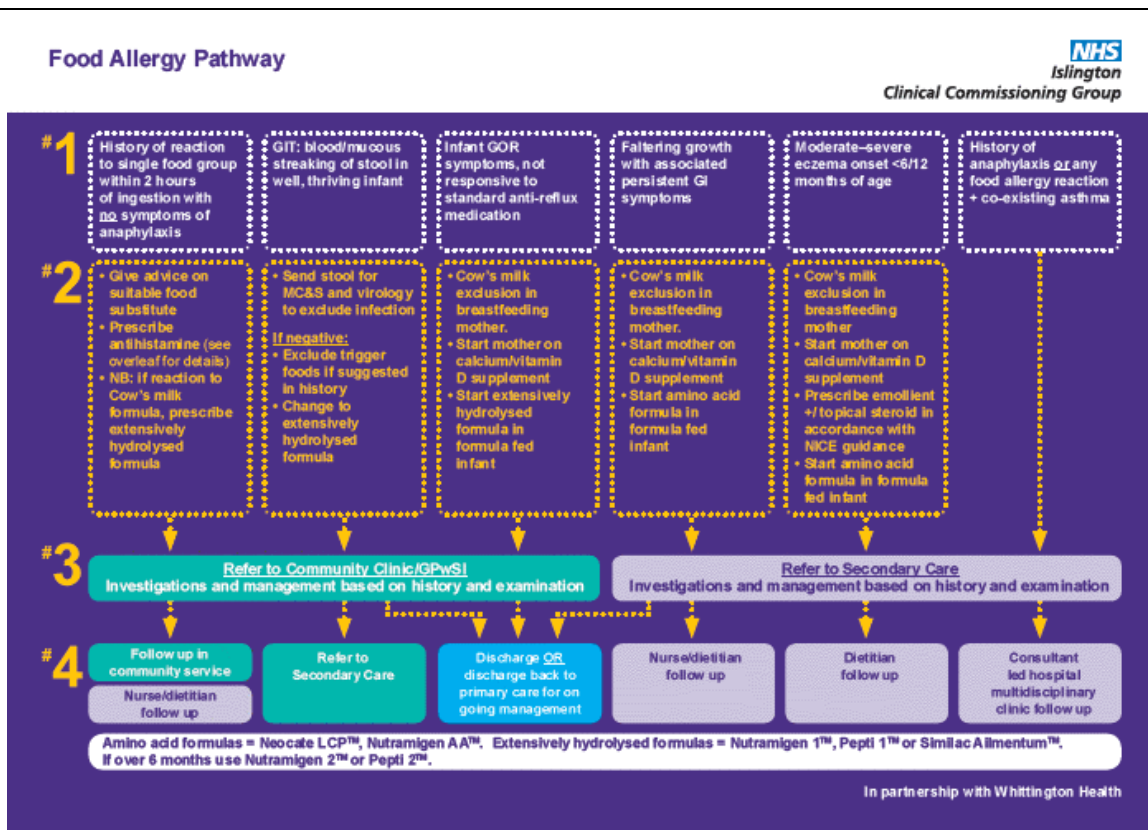 Food Allergy Pathway
NHS
Islington
Clinical Commissioning Group
#1
History of reaction
to single food group
within 2 hours
of ingestion with
no symptoms of
anaphylaxis
GIT: blood/mucous
streaking of stool in
well, thriving infant
Infant GOR
symptoms, not
responsive to
standard anti-reflux
medication
Faltering growth
with associated
persistent GI
symptoms
Moderate–severe
eczema onset <6/12
months of age
History of
anaphylaxis or any
food allergy reaction
+ co-existing asthma
#2
• Give advice on
suitable food
substitute
• Prescribe
antihistamine (see
overleaf for details)
• NB: if reaction to
Cow's milk
formula, prescribe
extensively
hydrolysed
formula
• Send stool for
MC&S and virology
to exclude infection
If negative:
• Exclude trigger
foods if suggested
in history
• Change to
extensively
hydrolysed
formula
• Cow's milk
exclusion in
breastfeeding
mother.
• Start mother on
calcium/vitamin
D supplement
• Start extensively
hydrolysed
formula in
formula fed
infant
• Cow's milk
exclusion in
breastfeeding
mother.
• Start mother on
calcium/vitamin
D supplement
• Start amino acid
formula in
formula fed
infant
• Cow's milk
exclusion in
breastfeeding
mother
• Start mother on
calcium/vitamin D
supplement
• Prescribe emollient
+/ topical steroid in
accordance with
NICE guidance
• Start amino acid
formula in formula
fed infant
#3
Refer to Community Clinic/GPwSI
Investigations and management based on history and examination
Refer to Secondary Care
Investigations and management based on history and examination
#4
Follow up in
community service
Nurse/dietitian
follow up
Refer to
Secondary Care
Discharge OR
discharge back to
primary care for on
going management
Nurse/dietitian
follow up
Dietitian
follow up
Consultant
led hospital
multidisciplinary
clinic follow up
Amino acid formulas = Neocate LCP™, Nutramigen AA™. Extensively hydrolysed formulas = Nutramigen 1™, Pepti 1™ or Similac Alimentum™.
If over 6 months use Nutramigen 2™ or Pepti 2™.
In partnership with Whittington Health